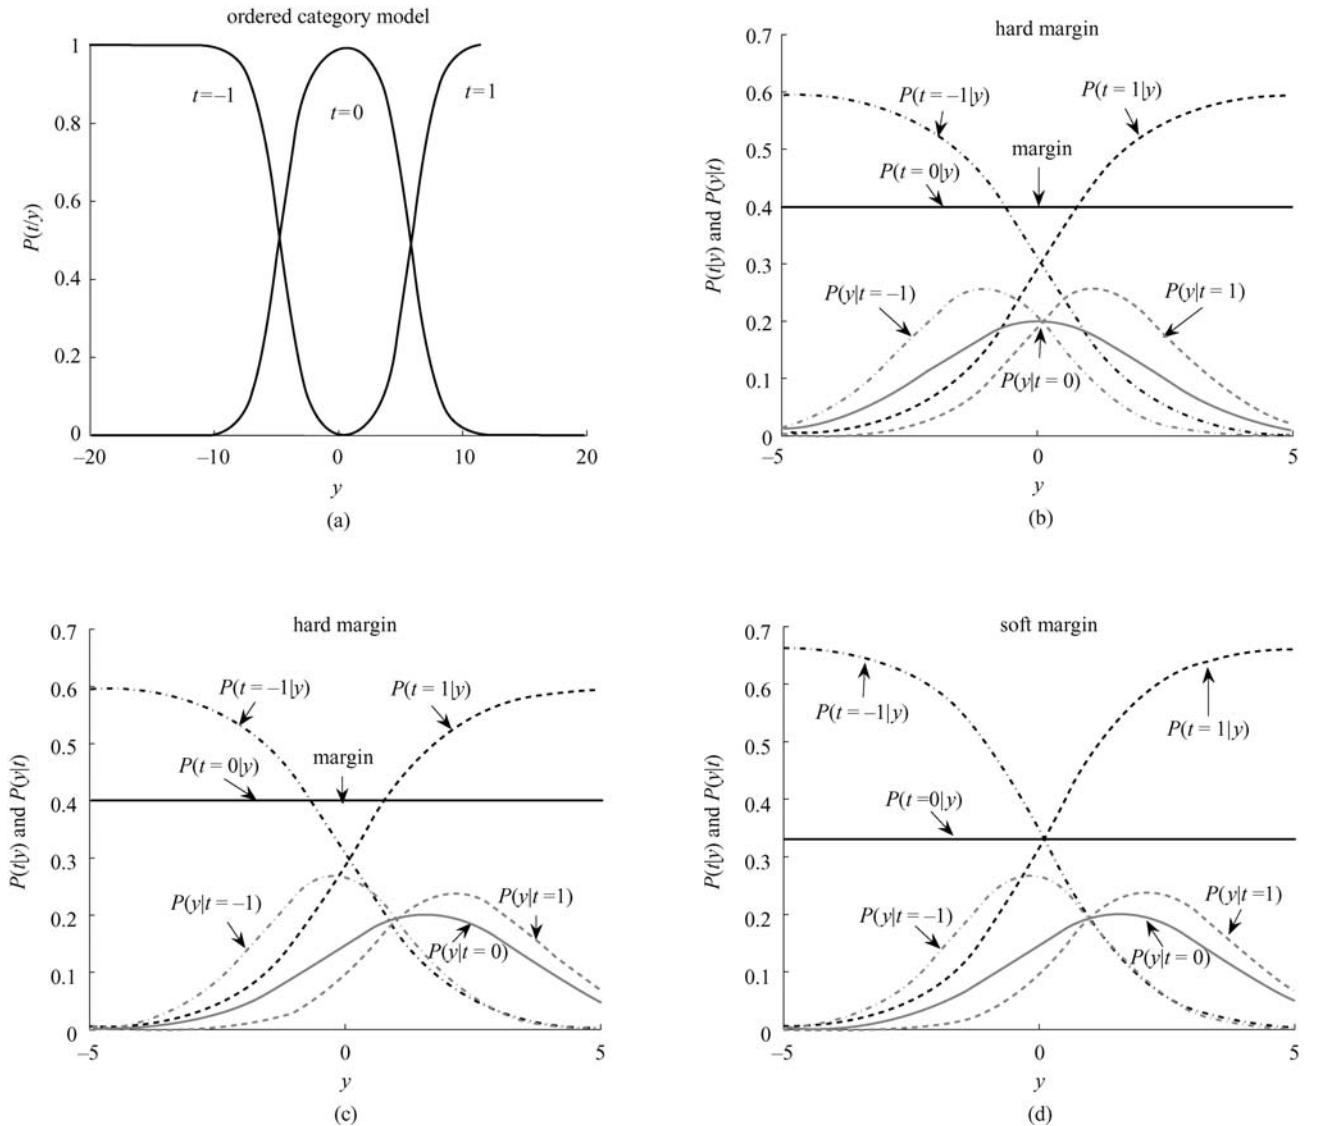 ordered category model
1
0.8
0.6
0.4
0.2
0
P(t/y)
t=–1
t=0
t=1
–20
–10
0
10
20
y
(a)
hard margin
0.7
0.6
0.5
0.4
0.3
0.2
0.1
0
P(t|y) and P(y|t)
P(t = –1|y)
P(t = 1|y)
margin
P(t = 0|y)
P(y|t = –1)
P(y|t = 1)
P(y|t = 0)
–5
0
5
y
(b)
hard margin
0.7
0.6
0.5
0.4
0.3
0.2
0.1
0
P(t|y) and P(y|t)
P(t = –1|y)
P(t = 1|y)
P(t = 0|y)
margin
P(y|t = –1)
P(y|t = 1)
P(y|t = 0)
–5
0
5
y
(c)
soft margin
0.7
0.6
0.5
0.4
0.3
0.2
0.1
0
P(t|y) and P(y|t)
P(t = –1|y)
P(t = 1|y)
P(t =0|y)
P(y|t = –1)
P(y|t = 1)
P(y|t = 0)
–5
0
5
y
(d)